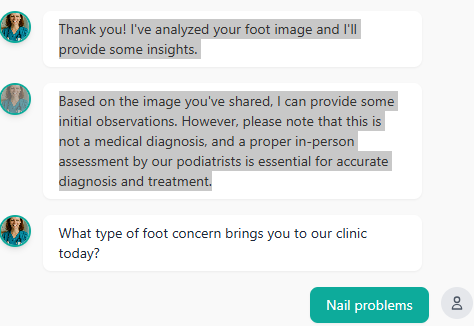 Thank you! I've analyzed your foot image and I'll
provide some insights.
Based on the image you've shared, I can provide some
initial observations. However, please note that this is
not a medical diagnosis, and a proper in-person
assessment by our podiatrists is essential for accurate
diagnosis and treatment.
What type of foot concern brings you to our clinic
today?
Nail problems